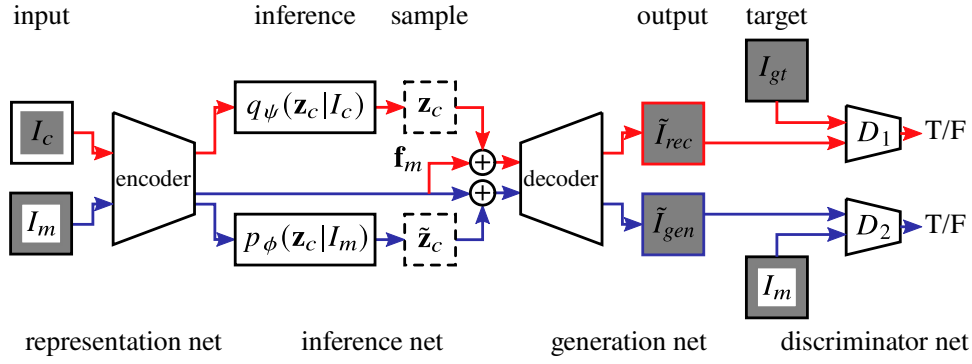 input inference sample output target
I_gt
I_c q_ψ(z_c|I_c) z_c Ĩ_rec D_1 T/F
f_m
encoder decoder
I_m p_ϕ(z_c|I_m) z̃_c Ĩ_gen D_2 T/F
I_m
representation net inference net generation net discriminator net